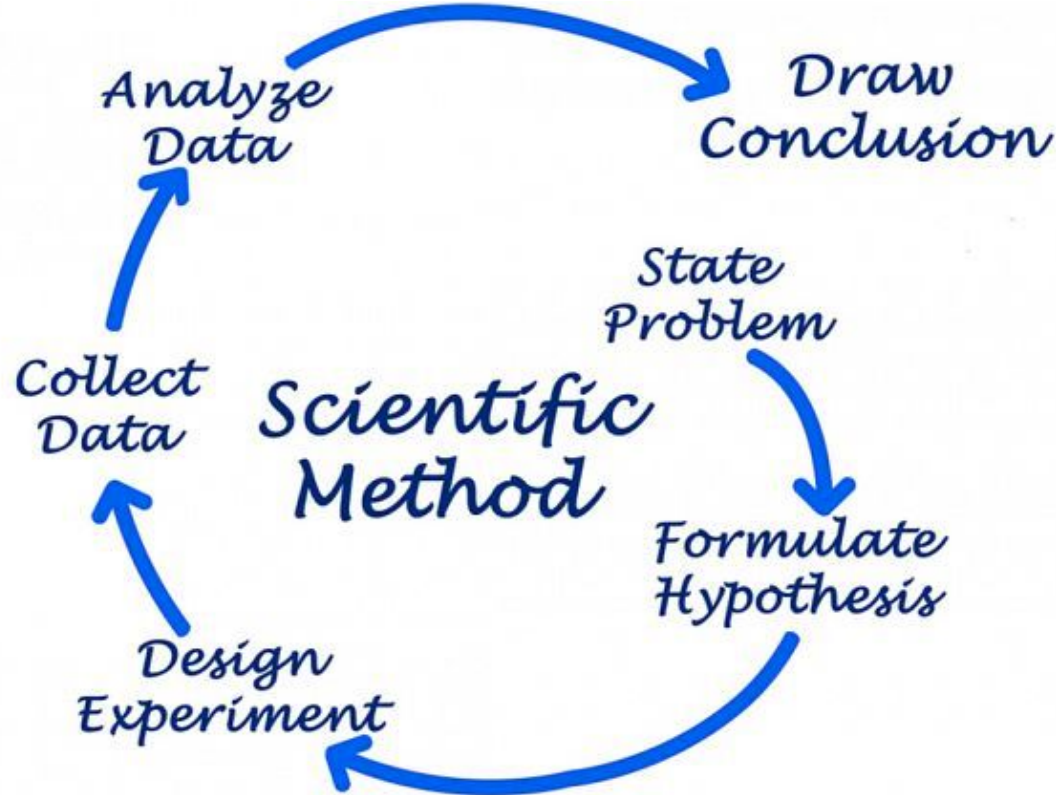 Scientific
Method
State
Problem
Formulate
Hypothesis
Design
Experiment
Collect
Data
Analyze
Data
Draw
Conclusion